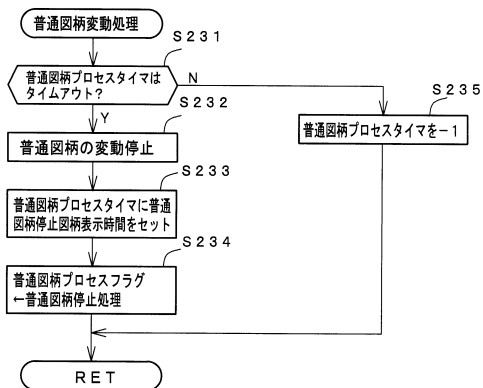 普通図柄変動処理
S231
普通図柄プロセスタイマは
タイムアウト?
N
S235
普通図柄プロセスタイマを−1
Y
S232
普通図柄の変動停止
S233
普通図柄プロセスタイマに普通
図柄停止図柄表示時間をセット
S234
普通図柄プロセスフラグ
←普通図柄停止処理
RET